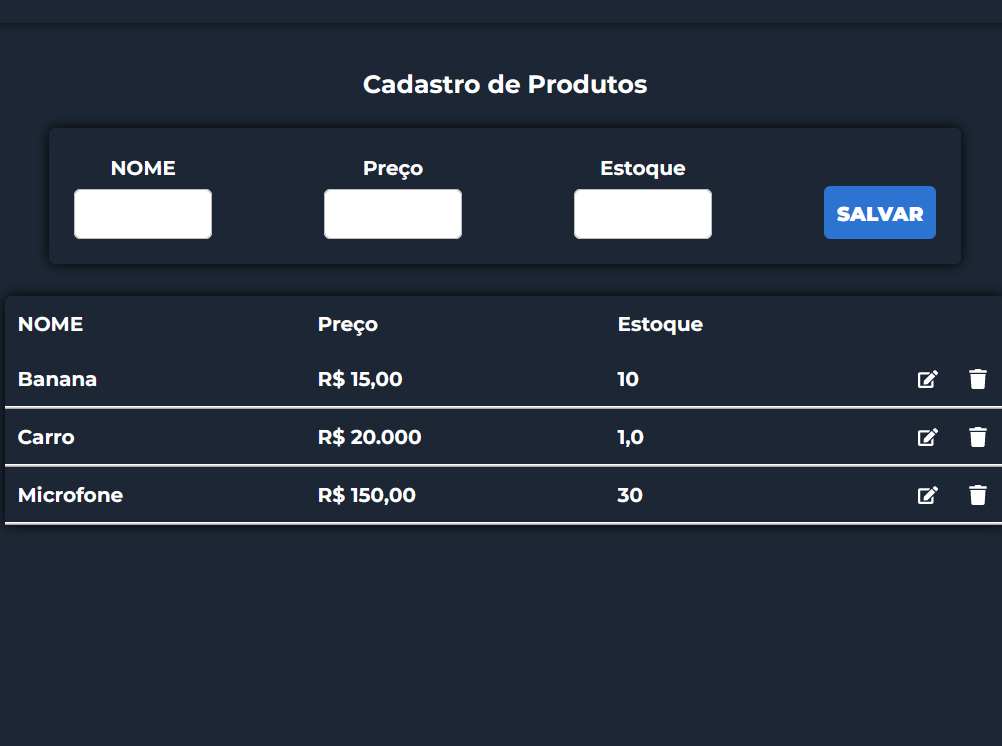 Cadastro de Produtos
NOME Preço Estoque
SALVAR
NOME Preço Estoque
Banana R$ 15,00 10
Carro R$ 20.000 1,0
Microfone R$ 150,00 30